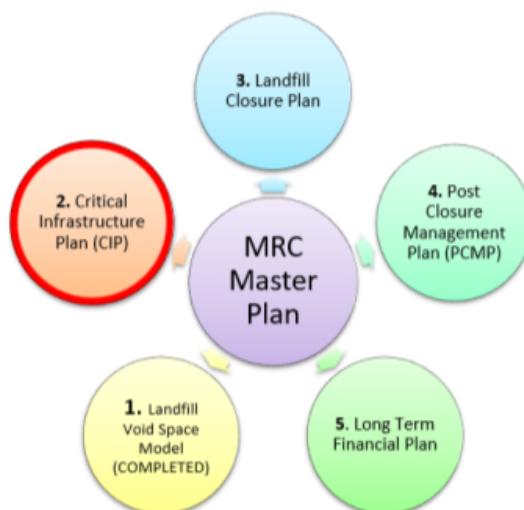 3. Landfill
Closure Plan
2. Critical
Infrastructure
Plan (CIP)
4. Post
Closure
Management
Plan (PCMP)
MRC
Master
Plan
1. Landfill
Void Space
Model
(COMPLETED)
5. Long Term
Financial Plan